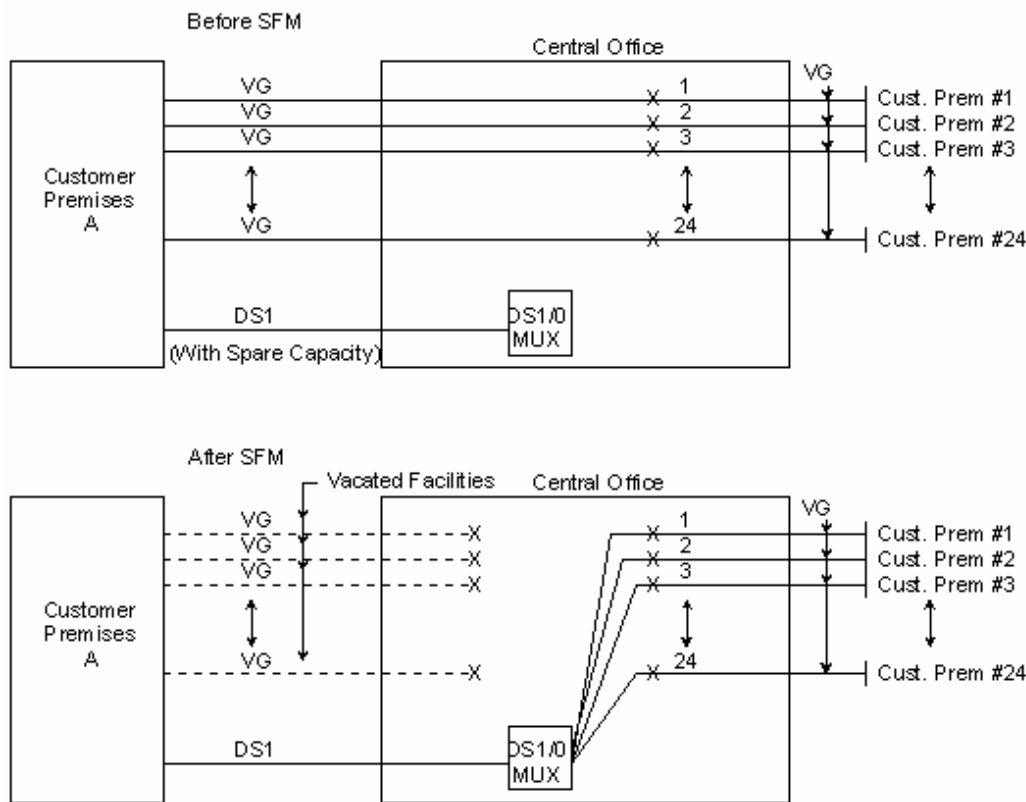 Before SFM
Central Office
VG
VG
1
Cust. Prem #1
VG
2
Cust. Prem #2
VG
3
Cust. Prem #3
Customer
Premises
A
VG
24
Cust. Prem #24
DS1
DS1/0
MUX
(With Spare Capacity)
After SFM
Vacated Facilities
Central Office
VG
VG
1
Cust. Prem #1
VG
2
Cust. Prem #2
VG
3
Cust. Prem #3
Customer
Premises
A
VG
24
Cust. Prem #24
DS1
DS1/0
MUX